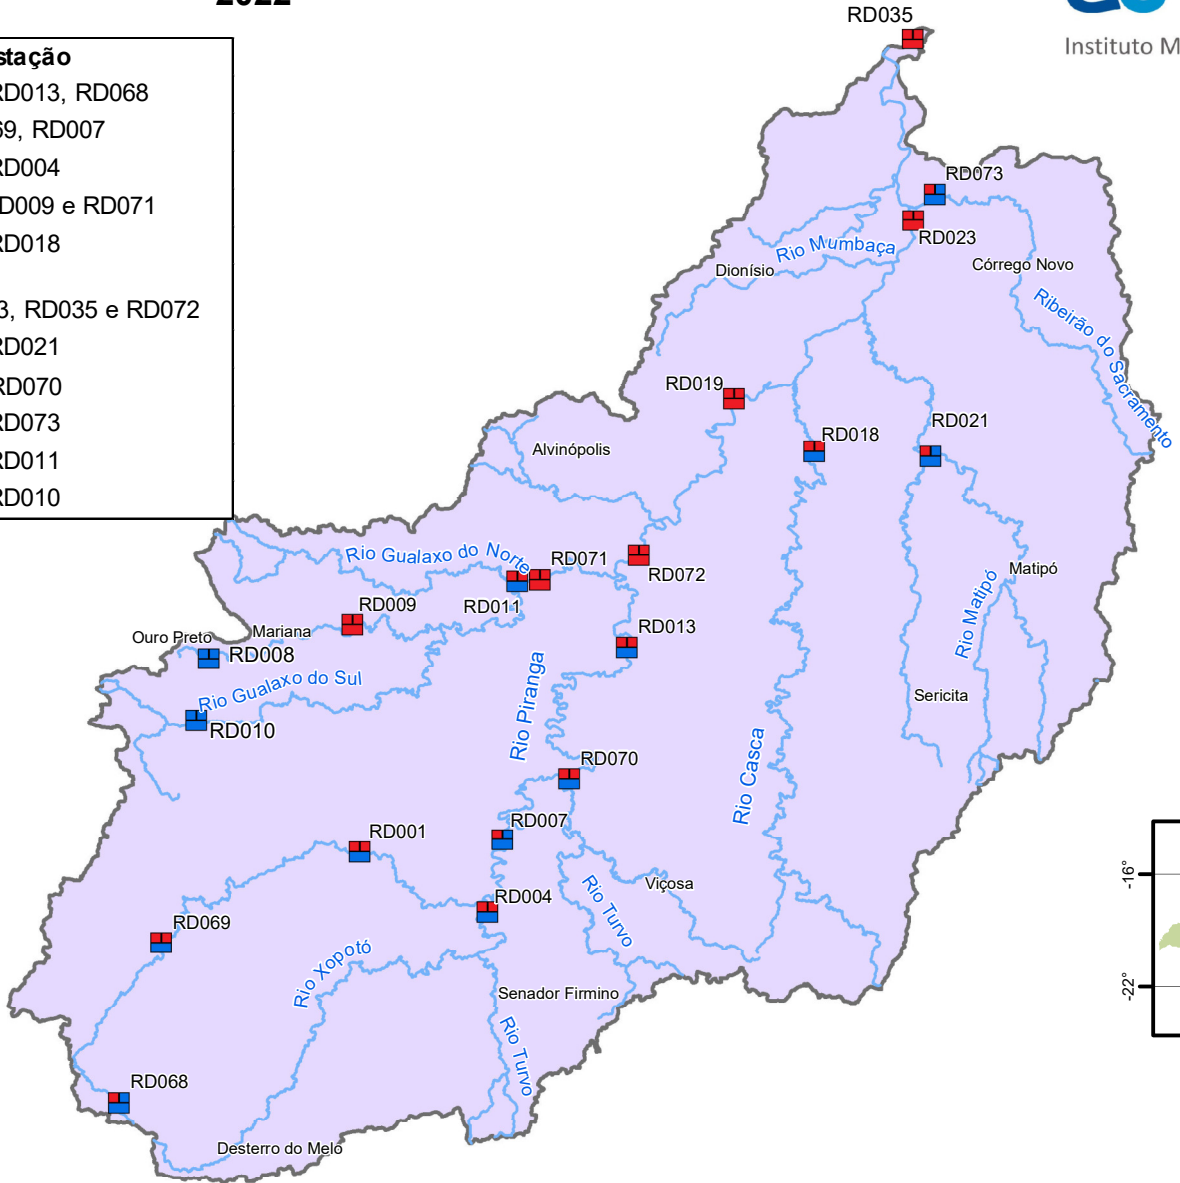 2022
RD035
Instituto M
stação
RD013, RD068
69, RD007
RD004
RD009 e RD071
RD018
3, RD035 e RD072
RD021
RD070
RD073
RD011
RD010
RD073
RD023
Rio Mumbaça
Dionísio
Córrego Novo
Ribeirão do Sacramento
RD019
RD018
RD021
Alvinópolis
Rio Gualaxo do Norte
RD071
RD072
RD011
RD009
Matipó
Rio Matipó
Mariana
Ouro Preto
RD008
RD013
Rio Gualaxo do Sul
RD010
Rio Piranga
Sericita
Rio Casca
RD070
RD007
RD001
Viçosa
Rio Turvo
RD004
RD069
Rio Xopotó
Senador Firmino
Rio Turvo
RD068
Desterro do Melo
-16°
-22°